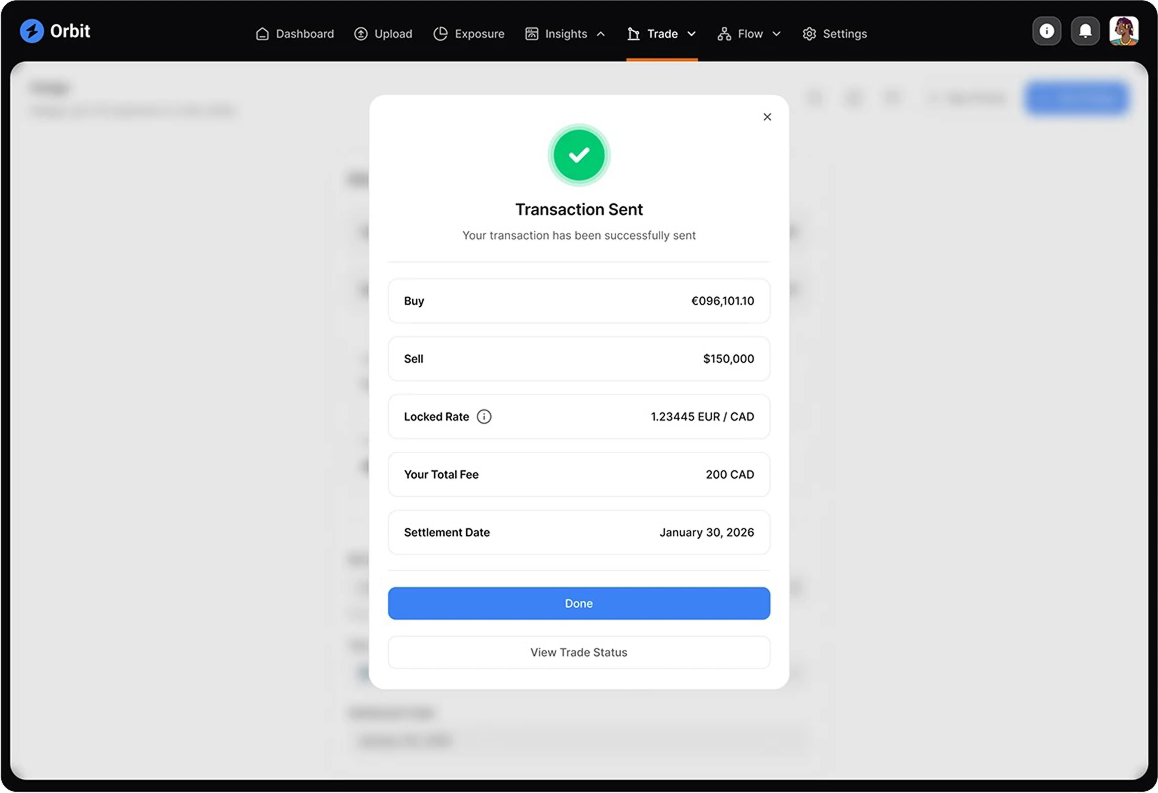 Orbit
Dashboard
Upload
Exposure
Insights
Trade
Flow
Settings
Transaction Sent
Your transaction has been successfully sent
Buy €096,101.10
Sell $150,000
Locked Rate 1.23445 EUR / CAD
Your Total Fee 200 CAD
Settlement Date January 30, 2026
Done
View Trade Status